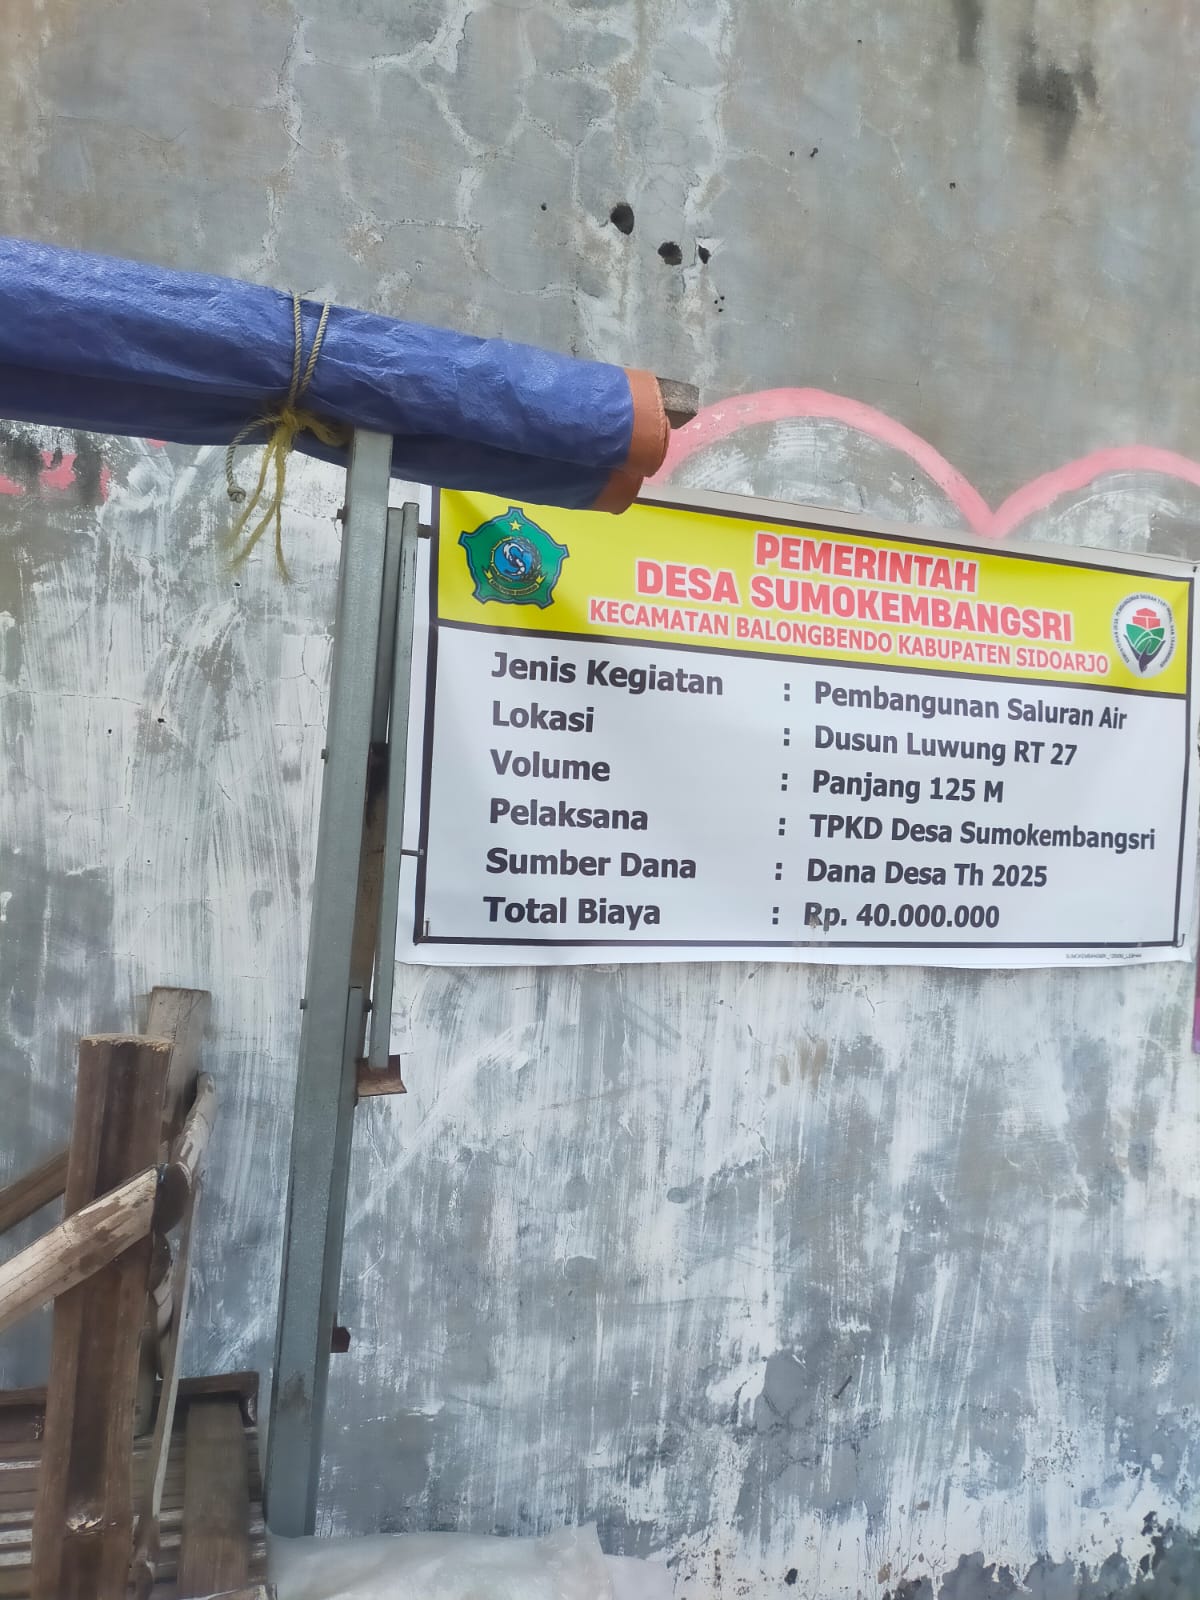 PEMERINTAH
DESA SUMOKEMBANGSRI
KECAMATAN BALONGBENDO KABUPATEN SIDOARJO
Jenis Kegiatan : Pembangunan Saluran Air
Lokasi : Dusun Luwung RT 27
Volume : Panjang 125 M
Pelaksana : TPKD Desa Sumokembangsri
Sumber Dana : Dana Desa Th 2025
Total Biaya : Rp. 40.000.000